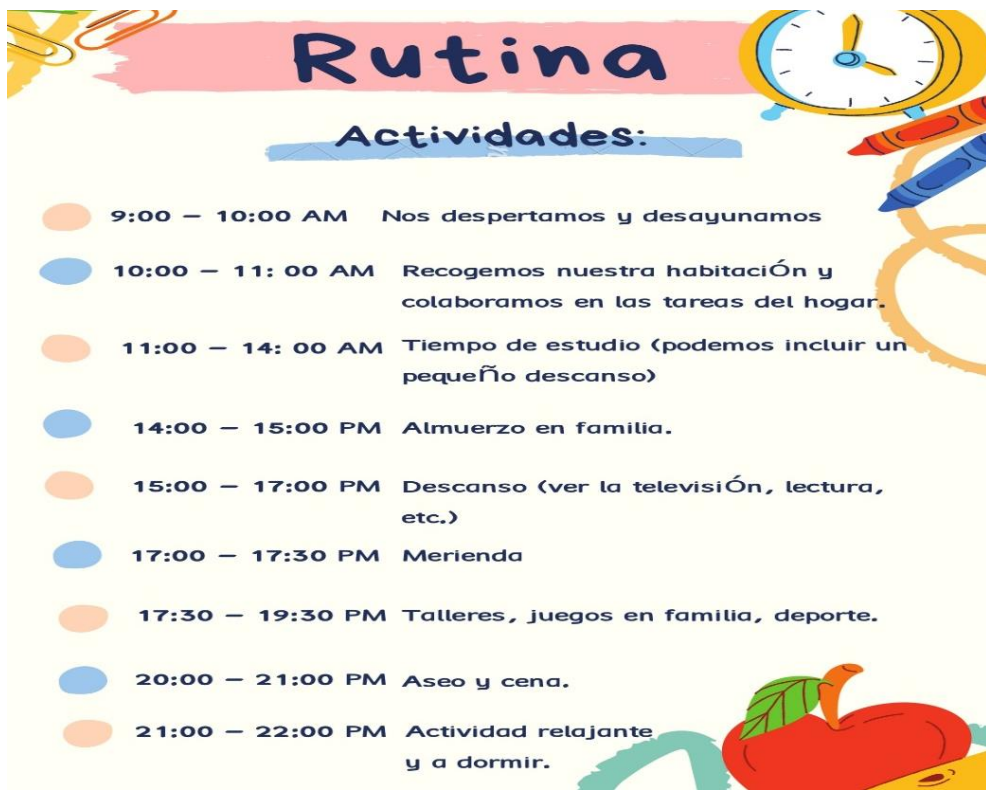 Rutina
Actividades:
9:00 – 10:00 AM Nos despertamos y desayunamos
10:00 – 11: 00 AM Recogemos nuestra habitaciÓn y
colaboramos en las tareas del hogar.
11:00 – 14: 00 AM Tiempo de estudio (podemos incluir un
pequeÑo descanso)
14:00 – 15:00 PM Almuerzo en familia.
15:00 – 17:00 PM Descanso (ver la televisiÓn, lectura,
etc.)
17:00 – 17:30 PM Merienda
17:30 – 19:30 PM Talleres, juegos en familia, deporte.
20:00 – 21:00 PM Aseo y cena.
21:00 – 22:00 PM Actividad relajante
y a dormir.